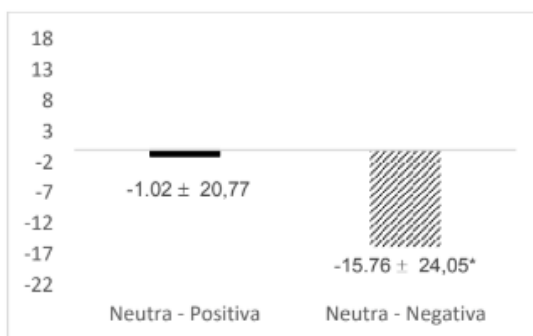 18
13
8
3
-2
-7
-12
-17
-22
-1.02 ± 20,77
-15.76 ± 24,05*
Neutra - Positiva
Neutra - Negativa